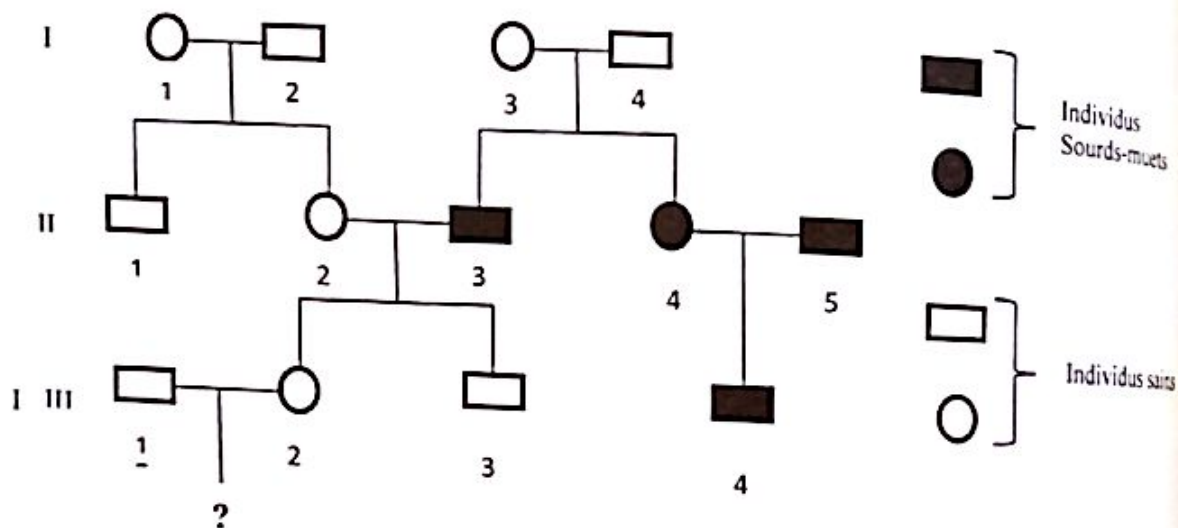 I
1 2 3 4
Individus
Sourds-muets
II
1 2 3 4 5
Individus sains
I III
1 2 3 4
?